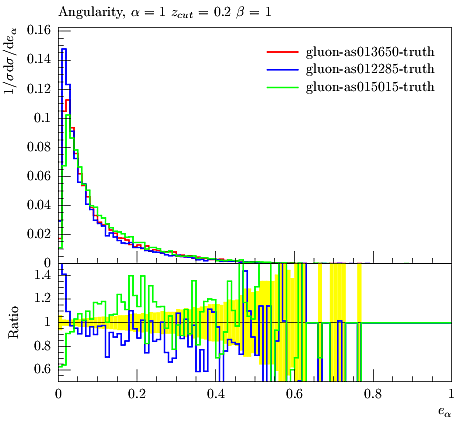 Angularity, α = 1 z_cut = 0.2 β = 1
1/σ dσ/de_α
0.16
0.14
0.12
0.1
0.08
0.06
0.04
0.02
0
gluon-as013650-truth
gluon-as012285-truth
gluon-as015015-truth
Ratio
1.4
1.2
1
0.8
0.6
0 0.2 0.4 0.6 0.8 1
e_α